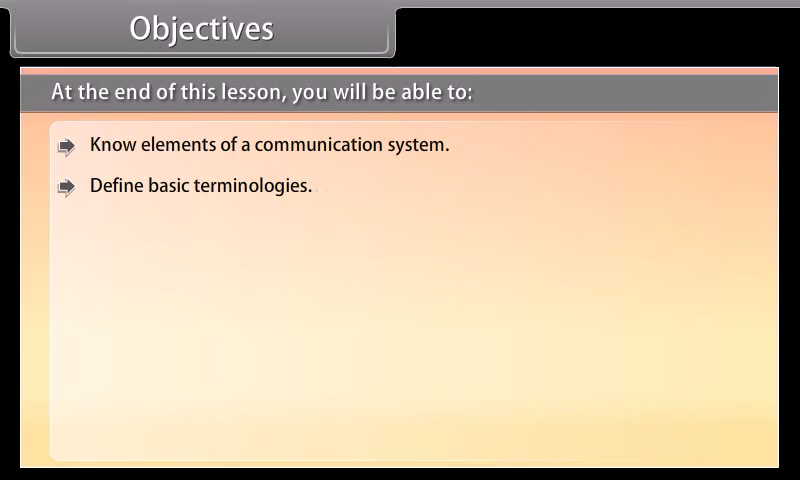 Objectives
At the end of this lesson, you will be able to:
Know elements of a communication system.
Define basic terminologies.